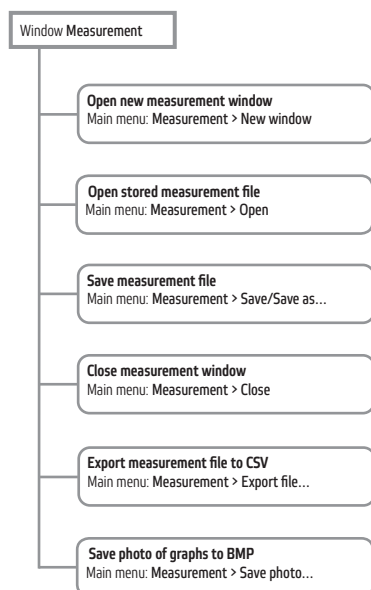 Window Measurement
Open new measurement window
Main menu: Measurement > New window
Open stored measurement file
Main menu: Measurement > Open
Save measurement file
Main menu: Measurement > Save/Save as...
Close measurement window
Main menu: Measurement > Close
Export measurement file to CSV
Main menu: Measurement > Export file...
Save photo of graphs to BMP
Main menu: Measurement > Save photo...